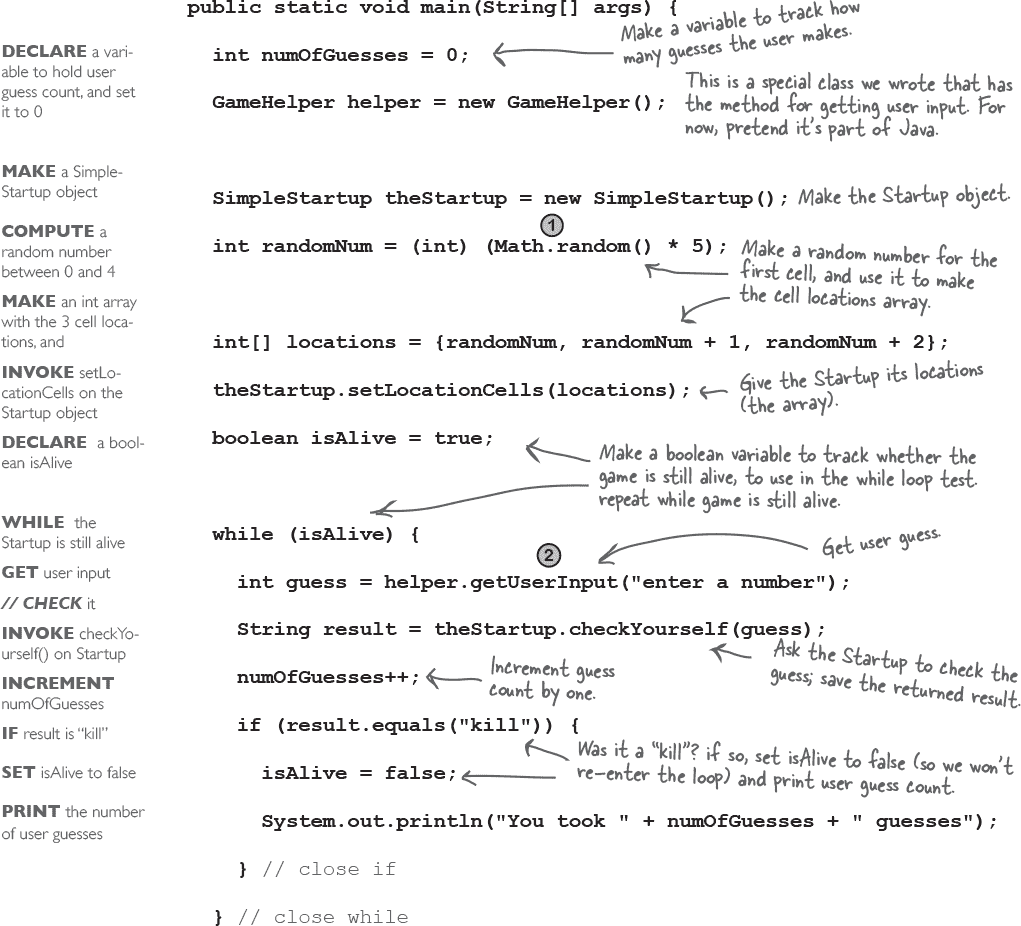 public static void main(String[] args) {
DECLARE a vari-
able to hold user
guess count, and set
it to 0
int numOfGuesses = 0;
Make a variable to track how
many guesses the user makes.
GameHelper helper = new GameHelper();
This is a special class we wrote that has
the method for getting user input. For
now, pretend it's part of Java.
MAKE a Simple-
Startup object
SimpleStartup theStartup = new SimpleStartup();
Make the Startup object.
COMPUTE a
random number
between 0 and 4
1
int randomNum = (int) (Math.random() * 5);
Make a random number for the
first cell, and use it to make
the cell locations array.
MAKE an int array
with the 3 cell loca-
tions, and
int[] locations = {randomNum, randomNum + 1, randomNum + 2};
INVOKE setLo-
cationCells on the
Startup object
theStartup.setLocationCells(locations);
Give the Startup its locations
(the array).
DECLARE a bool-
ean isAlive
boolean isAlive = true;
Make a boolean variable to track whether the
game is still alive, to use in the while loop test.
repeat while game is still alive.
WHILE the
Startup is still alive
while (isAlive) {
GET user input
2
int guess = helper.getUserInput("enter a number");
Get user guess.
// CHECK it
INVOKE checkYo-
urself() on Startup
String result = theStartup.checkYourself(guess);
Ask the Startup to check the
guess; save the returned result.
INCREMENT
numOfGuesses
numOfGuesses++;
Increment guess
count by one.
IF result is “kill”
if (result.equals("kill")) {
Was it a “kill”? if so, set isAlive to false (so we won't
re-enter the loop) and print user guess count.
SET isAlive to false
isAlive = false;
PRINT the number
of user guesses
System.out.println("You took " + numOfGuesses + " guesses");
} // close if
} // close while